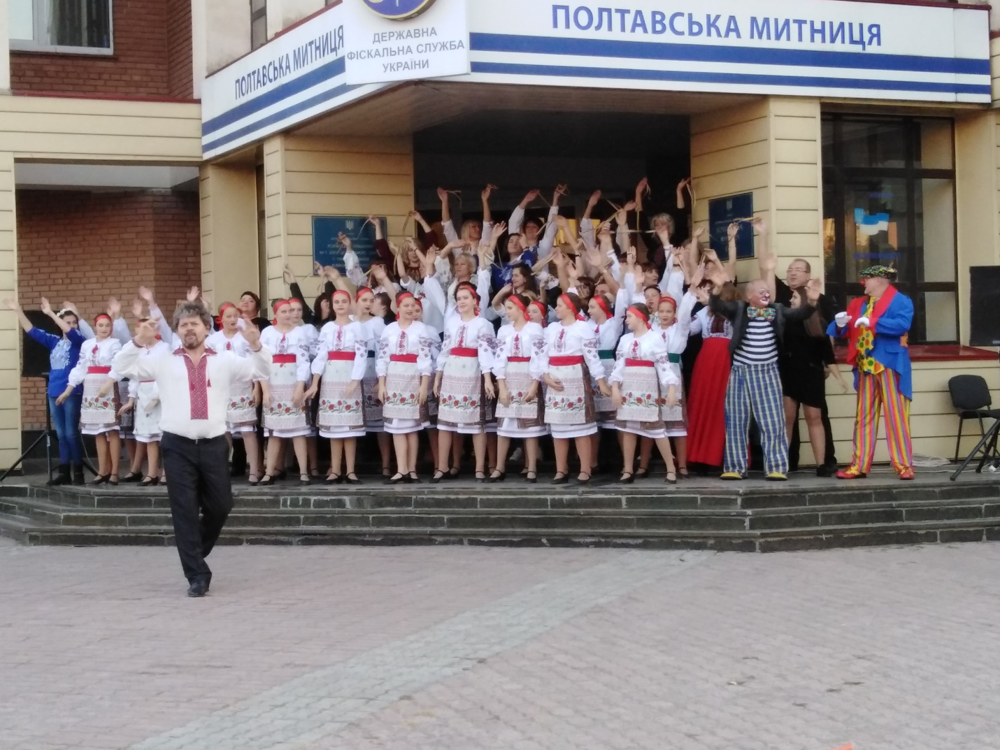 ПОЛТАВСЬКА МИТНИЦЯ
ДЕРЖАВНА
ФІСКАЛЬНА СЛУЖБА
УКРАЇНИ
ПОЛТАВСЬКА МИТНИЦЯ